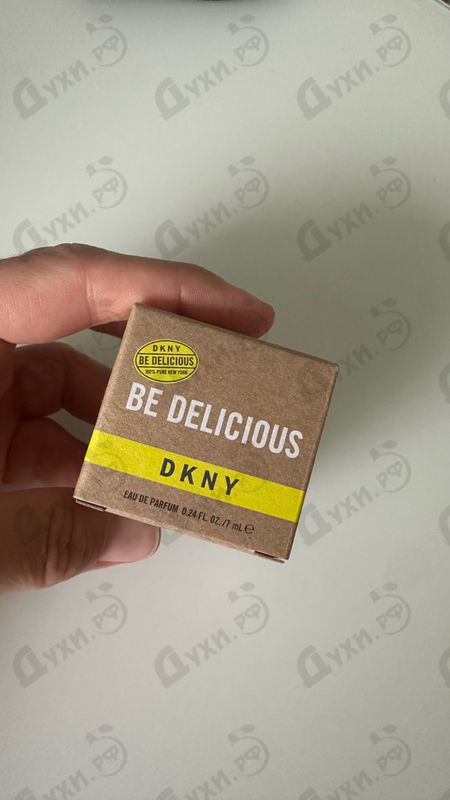 DKNY
BE DELICIOUS
100% PURE NEW YORK
BE DELICIOUS
DKNY
EAU DE PARFUM 0.24 FL. OZ./7 mL ℮
Духи.рф